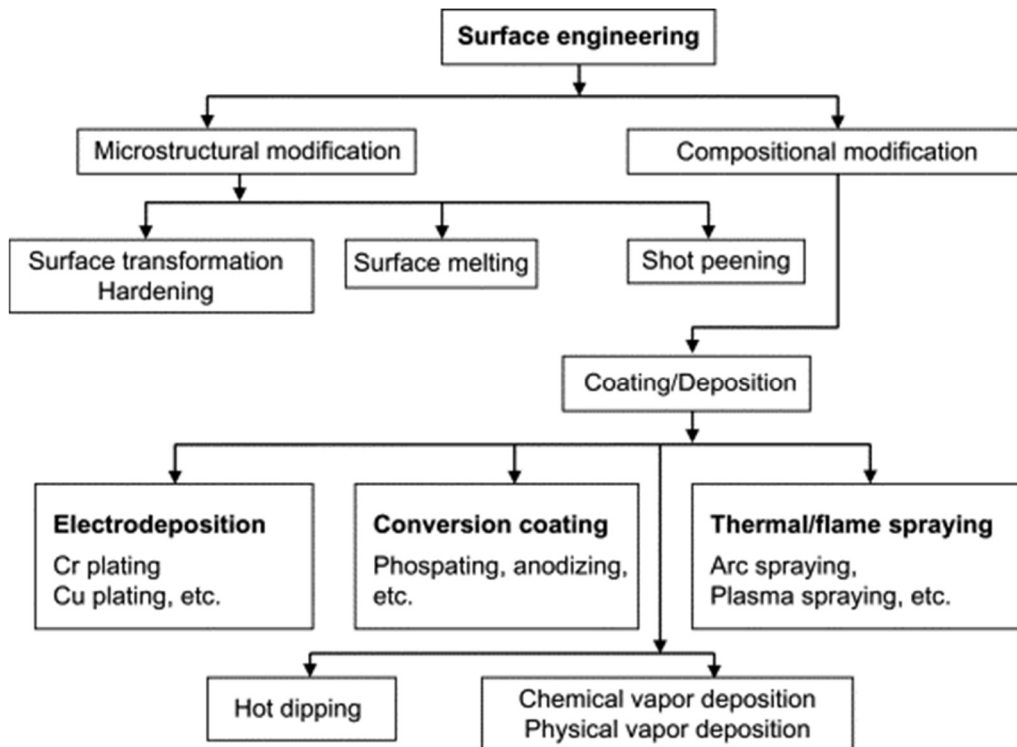 Surface engineering
Microstructural modification
Compositional modification
Surface transformation
Hardening
Surface melting
Shot peening
Coating/Deposition
Electrodeposition
Cr plating
Cu plating, etc.
Conversion coating
Phospating, anodizing,
etc.
Thermal/flame spraying
Arc spraying,
Plasma spraying, etc.
Hot dipping
Chemical vapor deposition
Physical vapor deposition